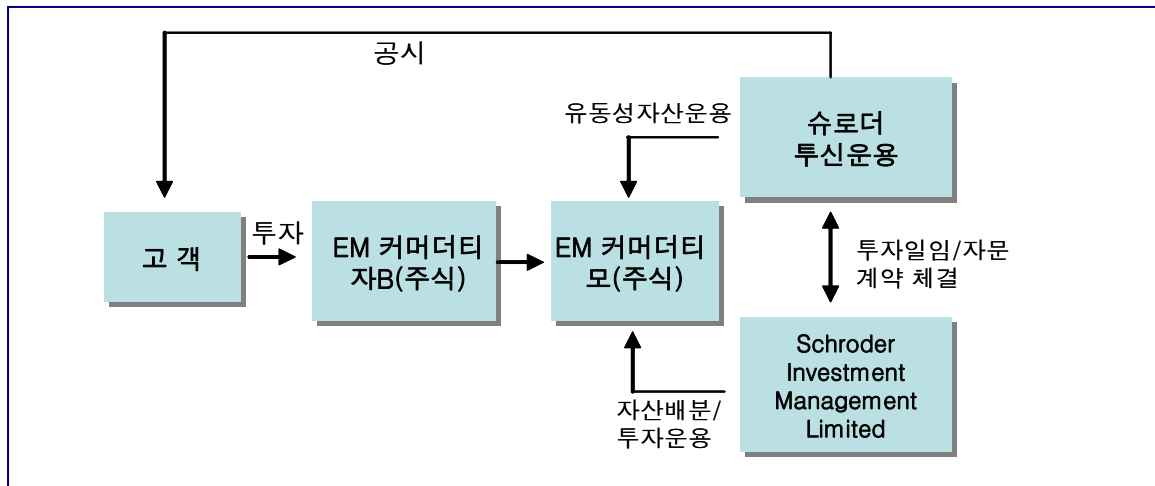 공시
유동성자산운용
슈로더
투신운용
고 객
투자
EM 커머더티
자B(주식)
EM 커머더티
모(주식)
투자일임/자문
계약 체결
자산배분/
투자운용
Schroder
Investment
Management
Limited